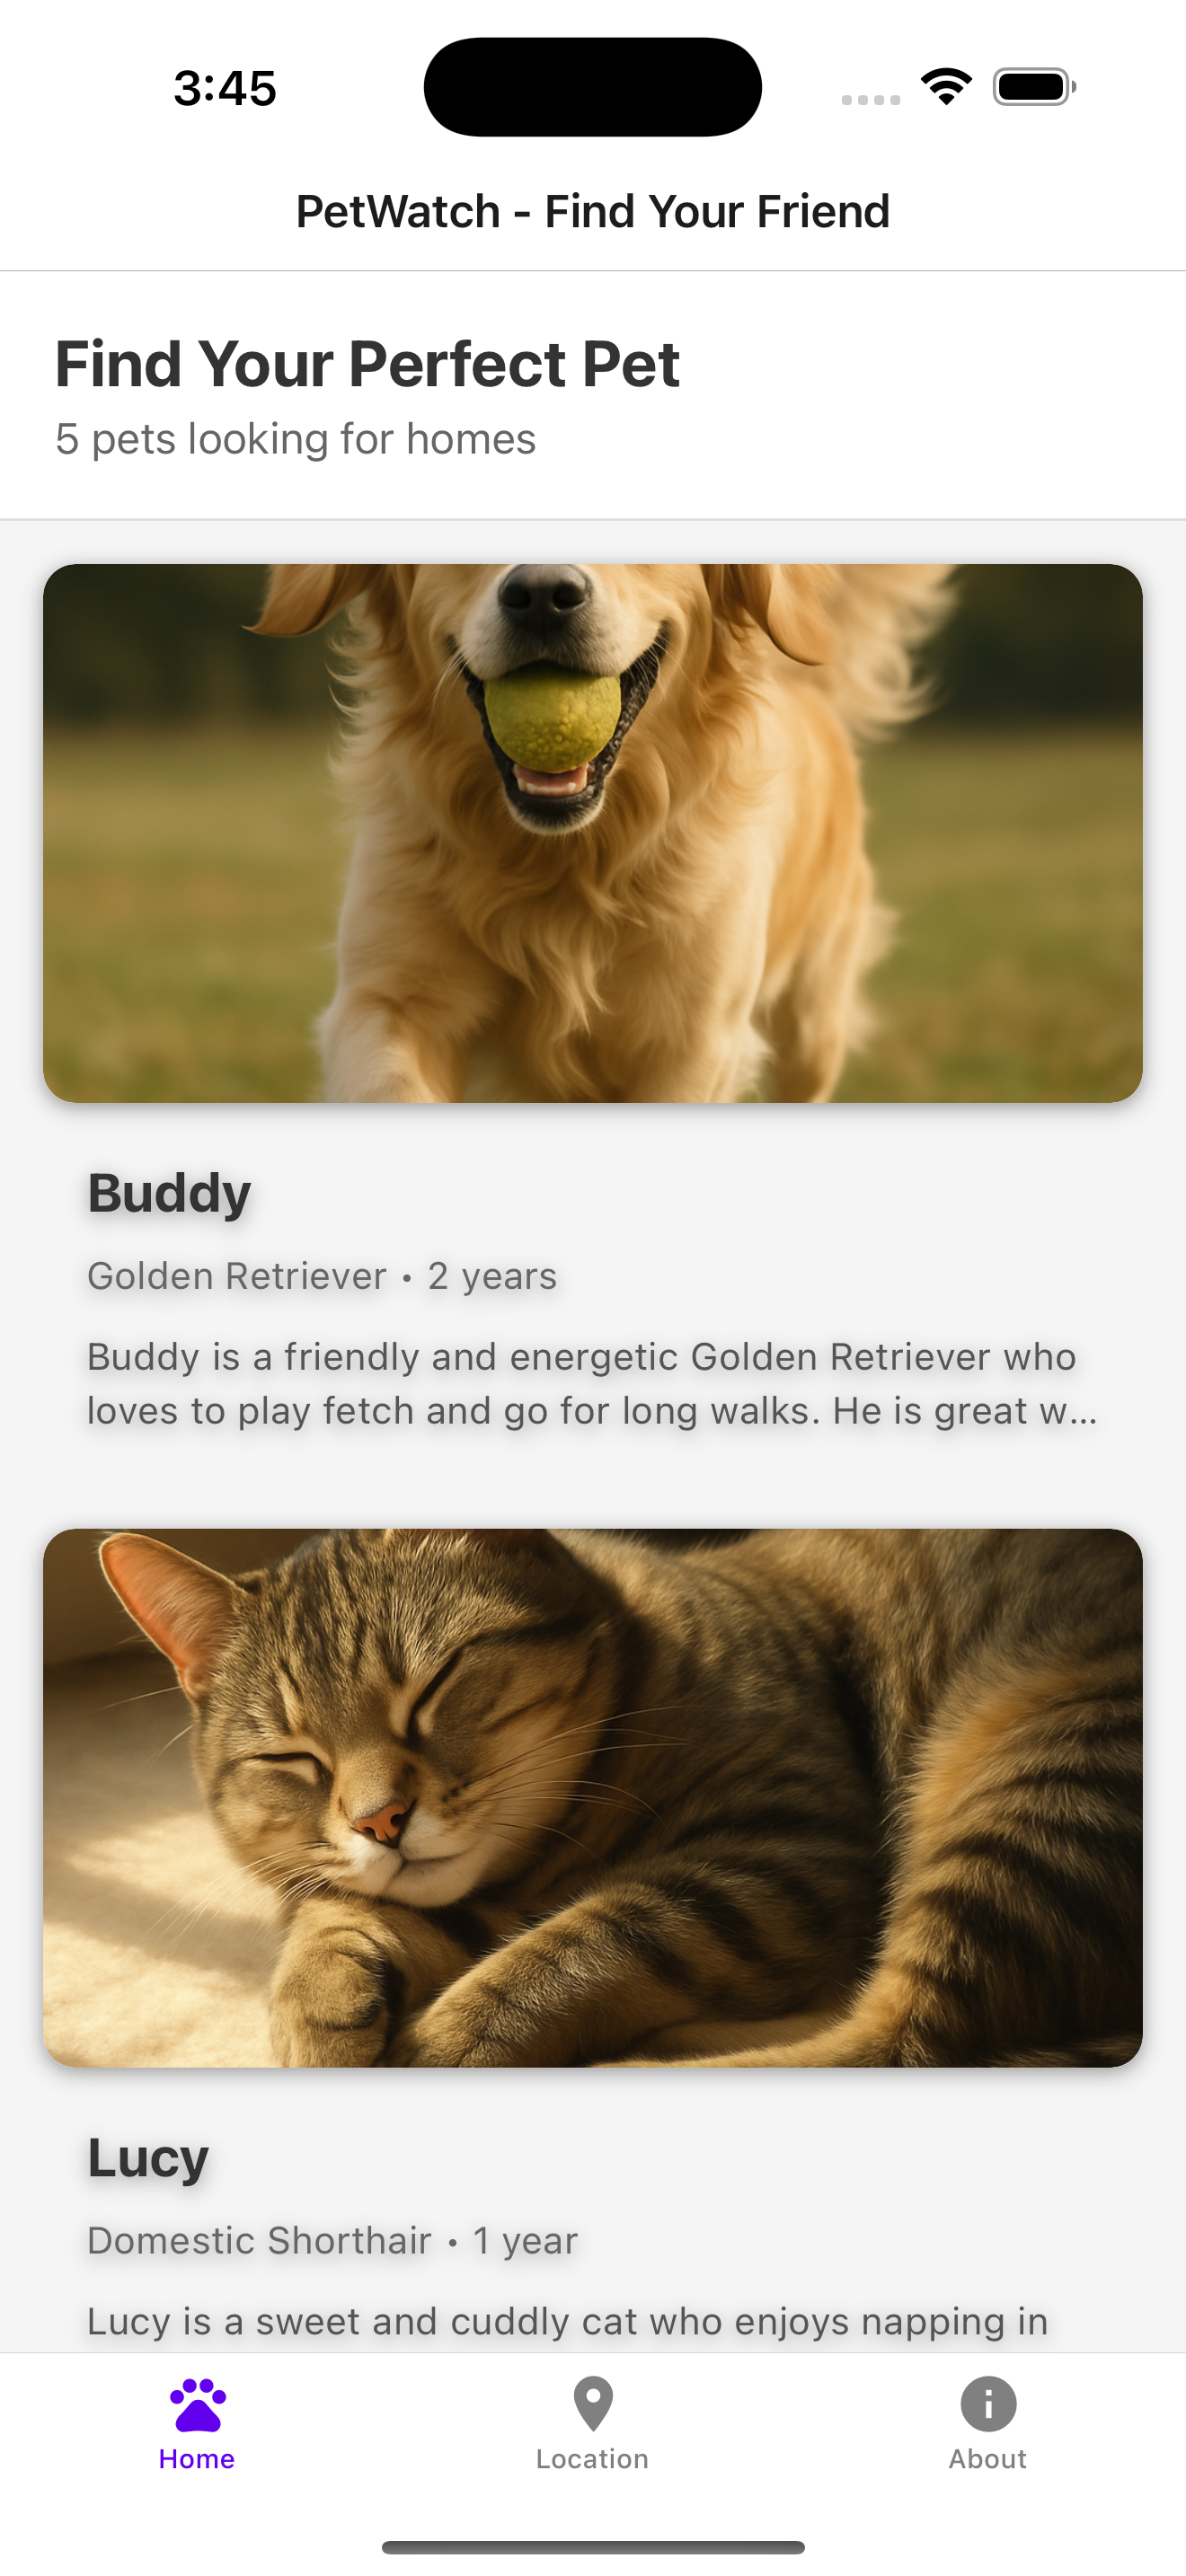 3:45
PetWatch - Find Your Friend
Find Your Perfect Pet
5 pets looking for homes
Buddy
Golden Retriever • 2 years
Buddy is a friendly and energetic Golden Retriever who
loves to play fetch and go for long walks. He is great w...
Lucy
Domestic Shorthair • 1 year
Lucy is a sweet and cuddly cat who enjoys napping in
Home
Location
About